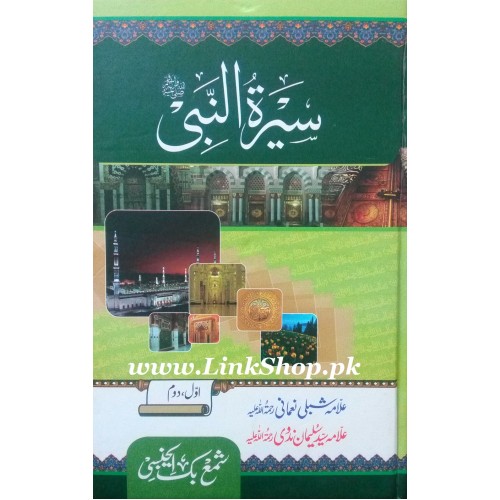 سیرۃ النبی ﷺ
www.LinkShop.pk
اوّل، دوم
علامہ شبلی نعمانی رحمۃ اللہ علیہ
علامہ سید سلیمان ندوی رحمۃ اللہ علیہ
شمع بک ایجنسی